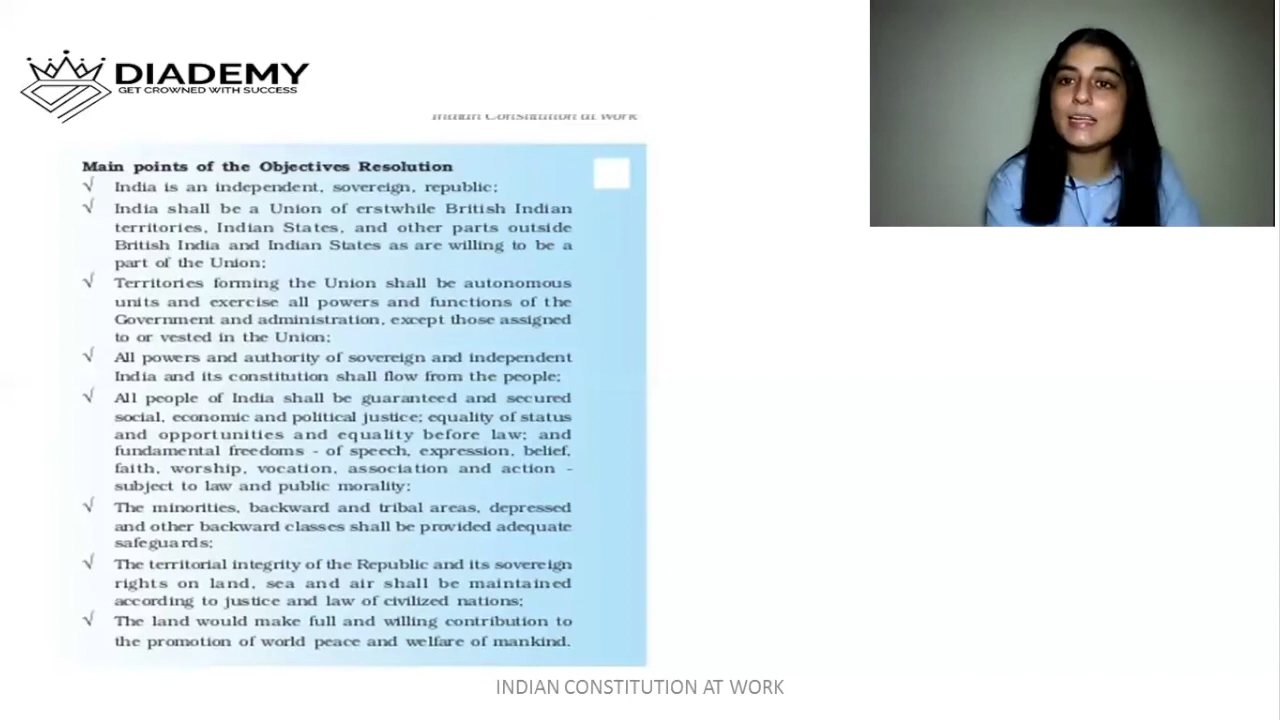 DIADEMY
GET CROWNED WITH SUCCESS
Indian Constitution at work
Main points of the Objectives Resolution
√ India is an independent, sovereign, republic;
√ India shall be a Union of erstwhile British Indian
territories, Indian States, and other parts outside
British India and Indian States as are willing to be a
part of the Union;
√ Territories forming the Union shall be autonomous
units and exercise all powers and functions of the
Government and administration, except those assigned
to or vested in the Union;
√ All powers and authority of sovereign and independent
India and its constitution shall flow from the people;
√ All people of India shall be guaranteed and secured
social, economic and political justice; equality of status
and opportunities and equality before law; and
fundamental freedoms - of speech, expression, belief,
faith, worship, vocation, association and action -
subject to law and public morality;
√ The minorities, backward and tribal areas, depressed
and other backward classes shall be provided adequate
safeguards;
√ The territorial integrity of the Republic and its sovereign
rights on land, sea and air shall be maintained
according to justice and law of civilized nations;
√ The land would make full and willing contribution to
the promotion of world peace and welfare of mankind.
INDIAN CONSTITUTION AT WORK